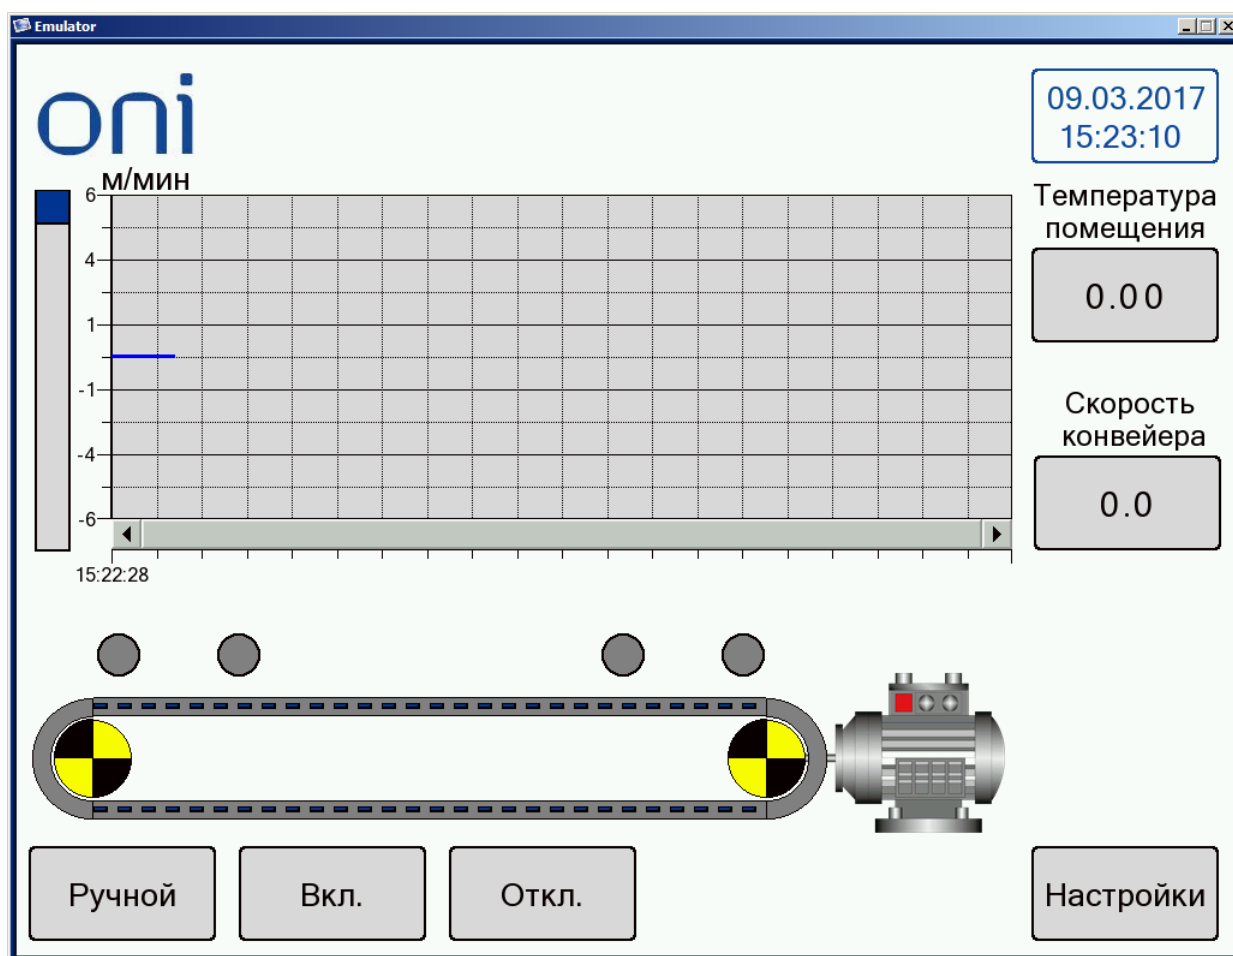 Emulator
oni
09.03.2017
15:23:10
м/мин
6
4
1
-1
-4
-6
15:22:28
Температура
помещения
0.00
Скорость
конвейера
0.0
Ручной
Вкл.
Откл.
Настройки